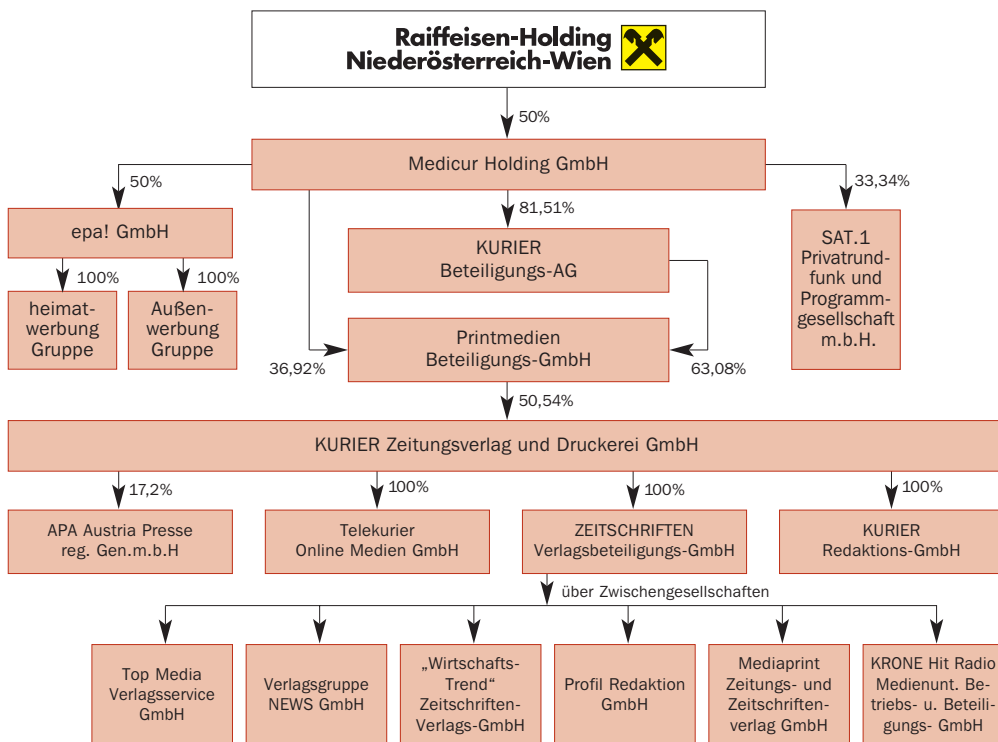 Raiffeisen-Holding
Niederösterreich-Wien
50%
Medicur Holding GmbH
50%
81,51%
33,34%
epa! GmbH
KURIER
Beteiligungs-AG
SAT.1
Privatrund-
funk und
Programm-
gesellschaft
m.b.H.
100%
100%
heimat-
werbung
Gruppe
Außen-
werbung
Gruppe
Printmedien
Beteiligungs-GmbH
36,92%
63,08%
50,54%
KURIER Zeitungsverlag und Druckerei GmbH
17,2%
100%
100%
100%
APA Austria Presse
reg. Gen.m.b.H
Telekurier
Online Medien GmbH
ZEITSCHRIFTEN
Verlagsbeteiligungs-GmbH
KURIER
Redaktions-GmbH
über Zwischengesellschaften
Top Media
Verlagsservice
GmbH
Verlagsgruppe
NEWS GmbH
„Wirtschafts-
Trend“
Zeitschriften-
Verlags-GmbH
Profil Redaktion
GmbH
Mediaprint
Zeitungs- und
Zeitschriften-
verlag GmbH
KRONE Hit Radio
Medienunt. Be-
triebs- u. Beteili-
gungs- GmbH